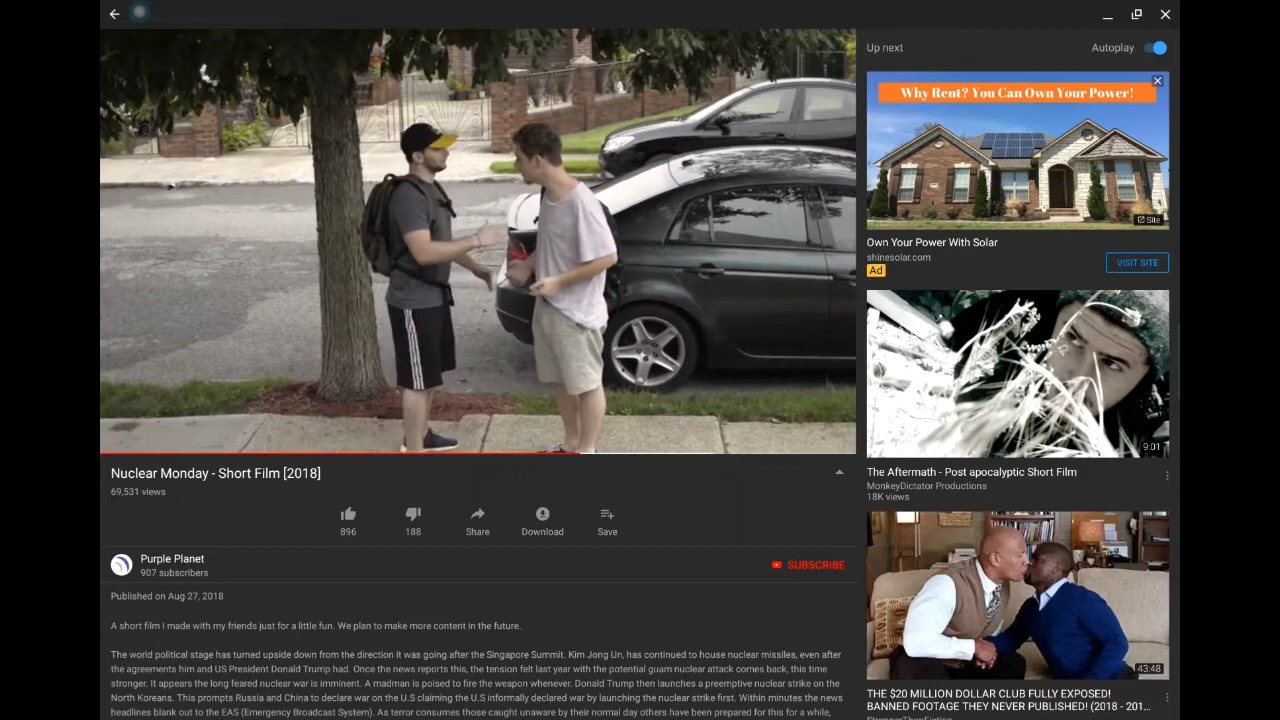 Up next
Autoplay
Why Rent? You Can Own Your Power!
Site
Own Your Power With Solar
shinesolar.com
Ad
VISIT SITE
9:01
The Aftermath - Post apocalyptic Short Film
MonkeyDictator Productions
18K views
43:48
THE $20 MILLION DOLLAR CLUB FULLY EXPOSED!
BANNED FOOTAGE THEY NEVER PUBLISHED! (2018 - 201...
StrangerThanFiction
Nuclear Monday - Short Film [2018]
69,531 views
896
188
Share
Download
Save
Purple Planet
907 subscribers
SUBSCRIBE
Published on Aug 27, 2018
A short film I made with my friends just for a little fun. We plan to make more content in the future.
The world political stage has turned upside down from the direction it was going after the Singapore Summit. Kim Jong Un, has continued to house nuclear missiles, even after
the agreements him and US President Donald Trump had. Once the news reports this, the tension felt last year with the potential guam nuclear attack comes back, this time
stronger. It appears the long feared nuclear war is imminent. A madman is poised to fire the weapon whenever. Donald Trump then launches a preemptive nuclear strike on the
North Koreans. This prompts Russia and China to declare war on the U.S claiming the U.S informally declared war by launching the nuclear strike first. Within minutes the news
headlines blank out to the EAS (Emergency Broadcast System). As terror consumes those caught unaware by their normal day others have been prepared for this for a while,